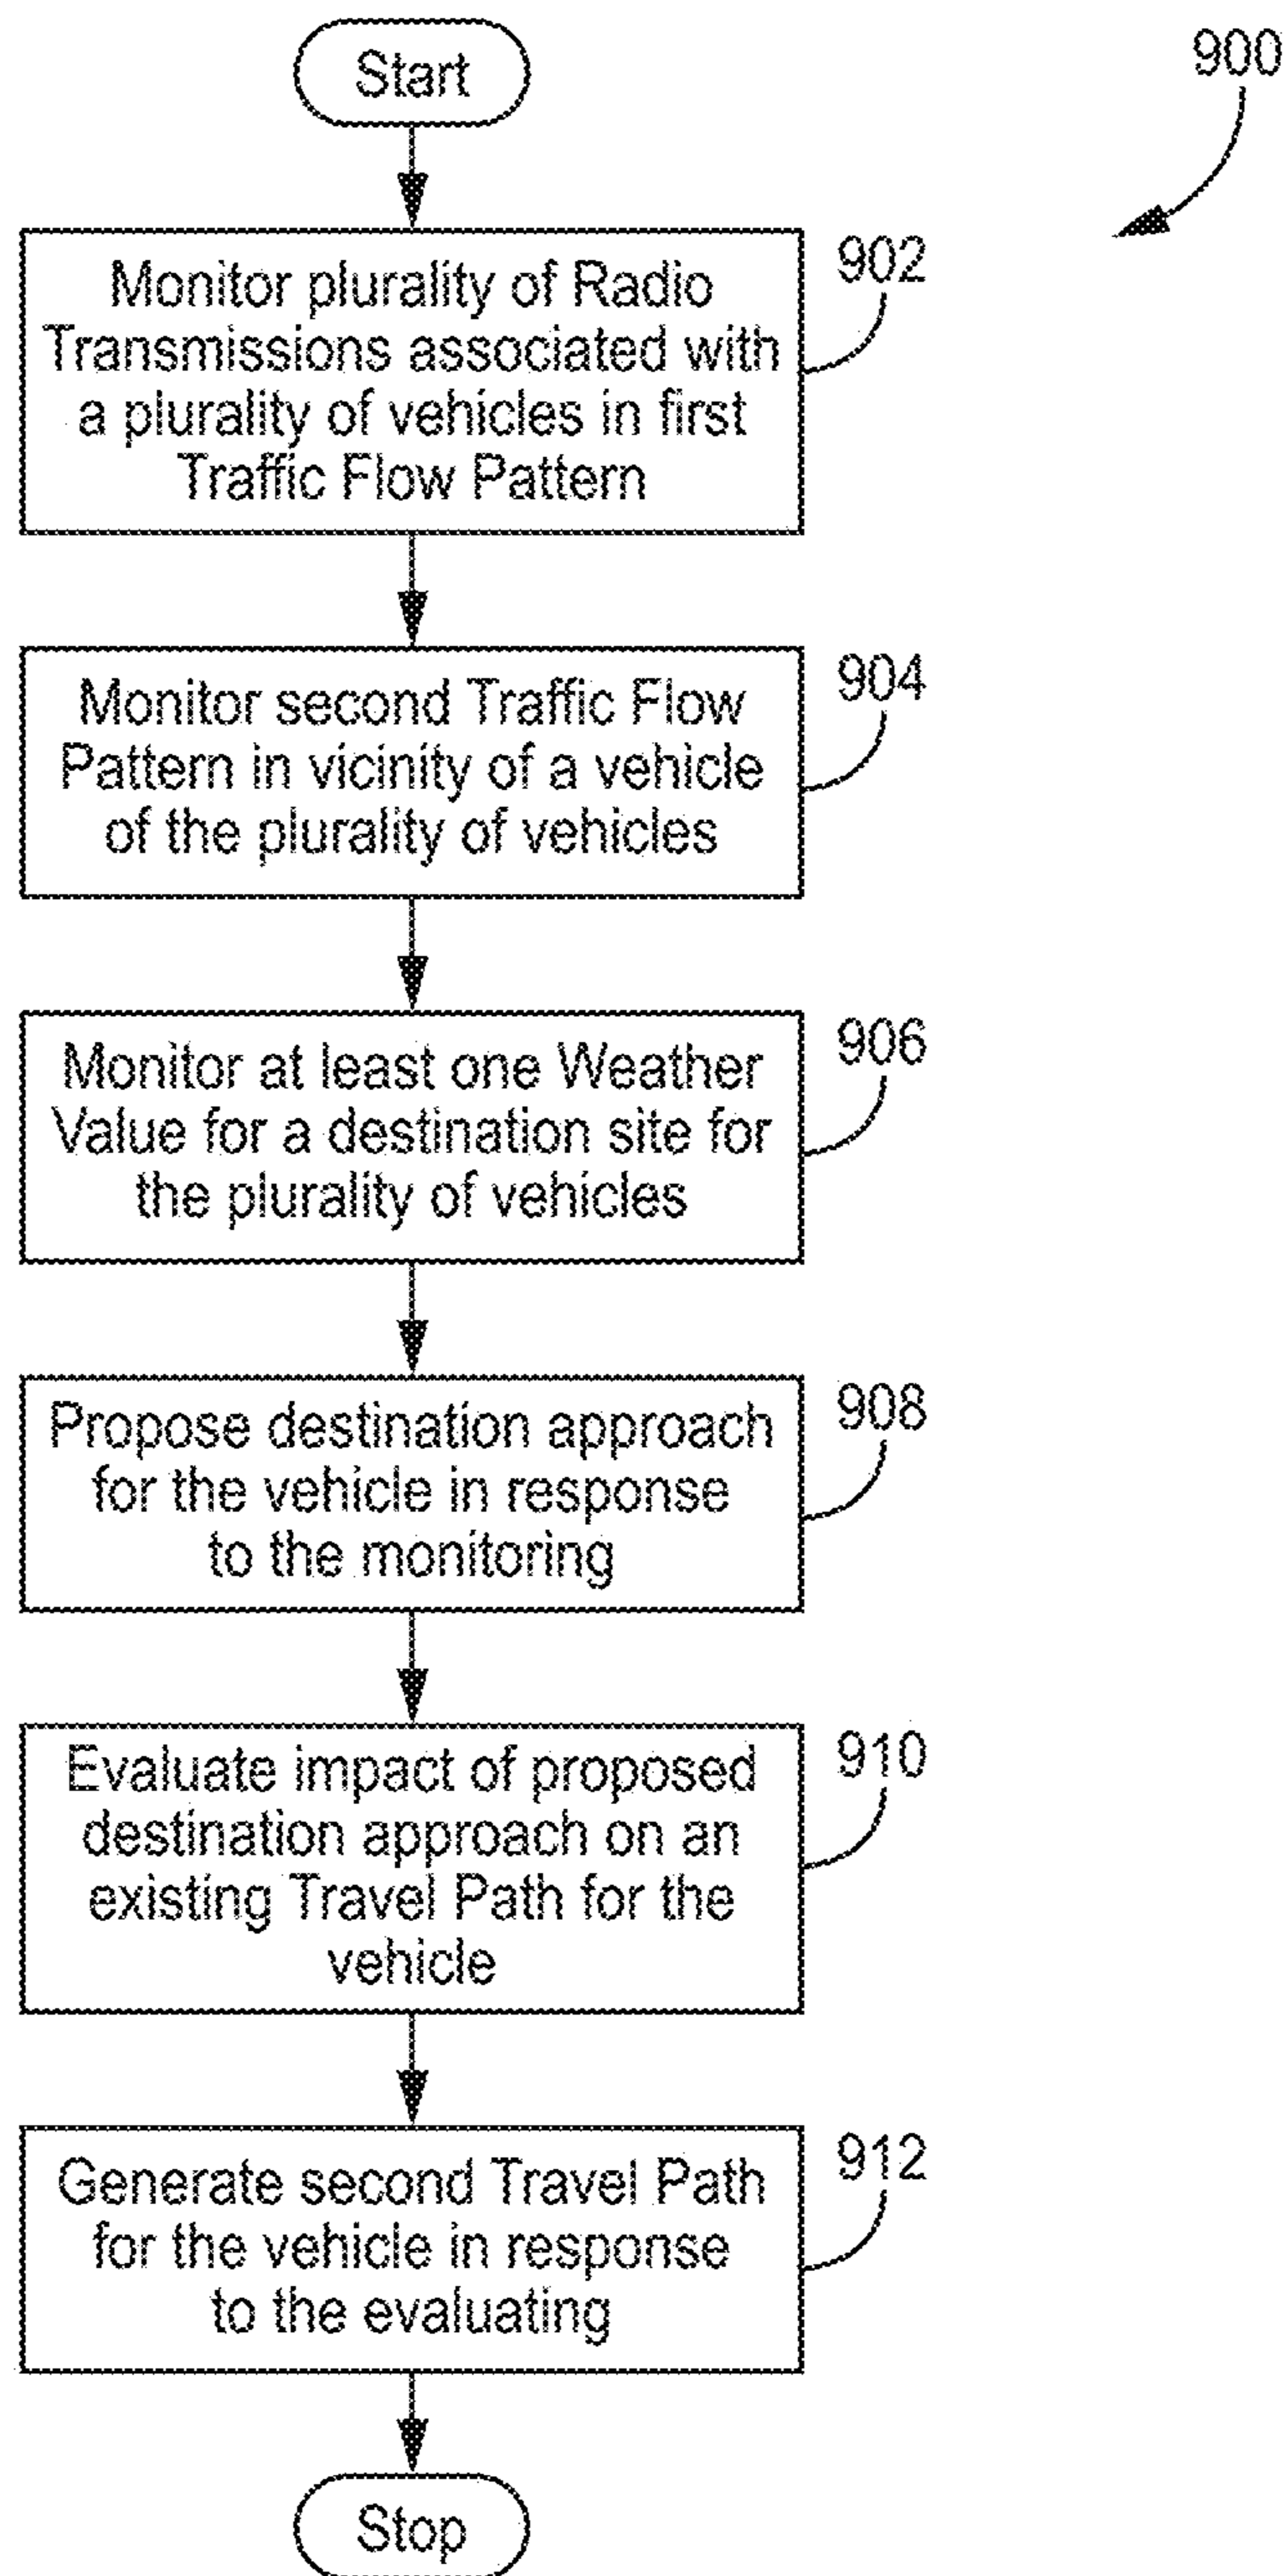 Start
900
Monitor plurality of Radio
Transmissions associated with
a plurality of vehicles in first
Traffic Flow Pattern
902
Monitor second Traffic Flow
Pattern in vicinity of a vehicle
of the plurality of vehicles
904
Monitor at least one Weather
Value for a destination site for
the plurality of vehicles
906
Propose destination approach
for the vehicle in response
to the monitoring
908
Evaluate impact of proposed
destination approach on an
existing Travel Path for the
vehicle
910
Generate second Travel Path
for the vehicle in response
to the evaluating
912
Stop